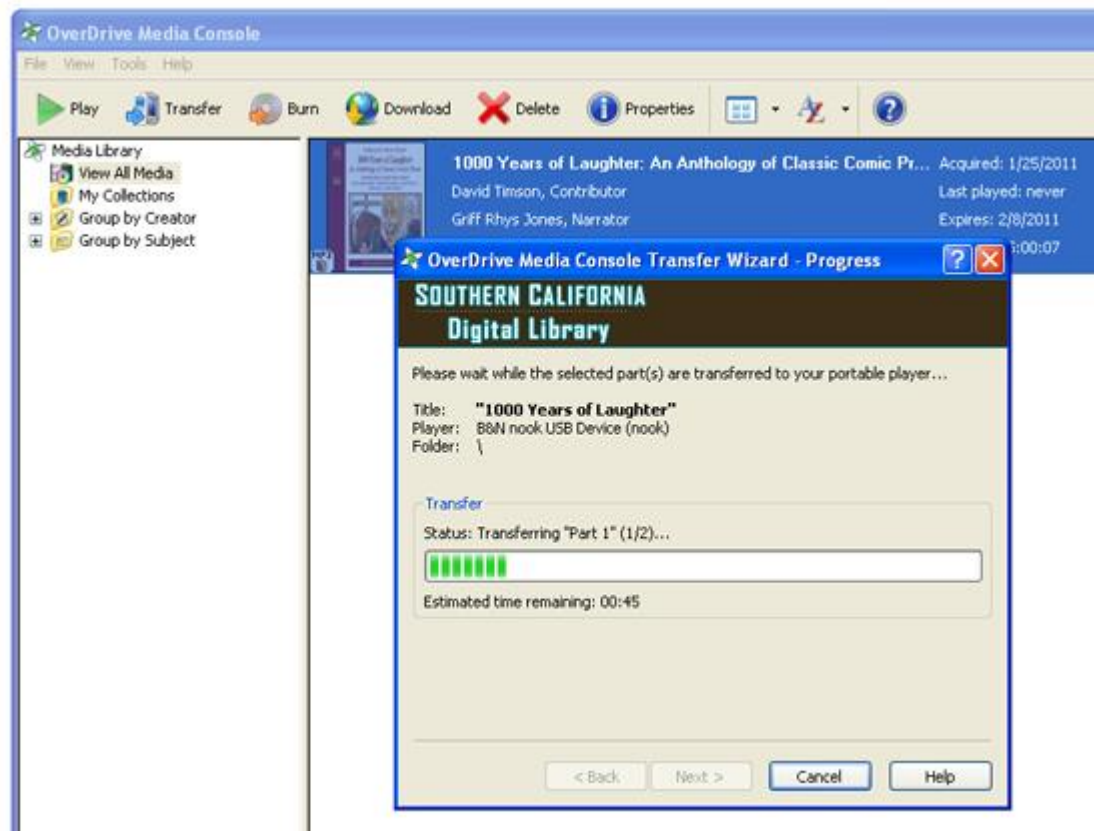 OverDrive Media Console
File View Tools Help
Play Transfer Burn Download Delete Properties
Media Library
View All Media
My Collections
Group by Creator
Group by Subject
1000 Years of Laughter: An Anthology of Classic Comic Pr... Acquired: 1/25/2011
David Timson, Contributor Last played: never
Griff Rhys Jones, Narrator Expires: 2/8/2011
:00:07
OverDrive Media Console Transfer Wizard - Progress
SOUTHERN CALIFORNIA
Digital Library
Please wait while the selected part(s) are transferred to your portable player...
Title: "1000 Years of Laughter"
Player: B&N nook USB Device (nook)
Folder: \
Transfer
Status: Transferring "Part 1" (1/2)...
Estimated time remaining: 00:45
< Back Next > Cancel Help